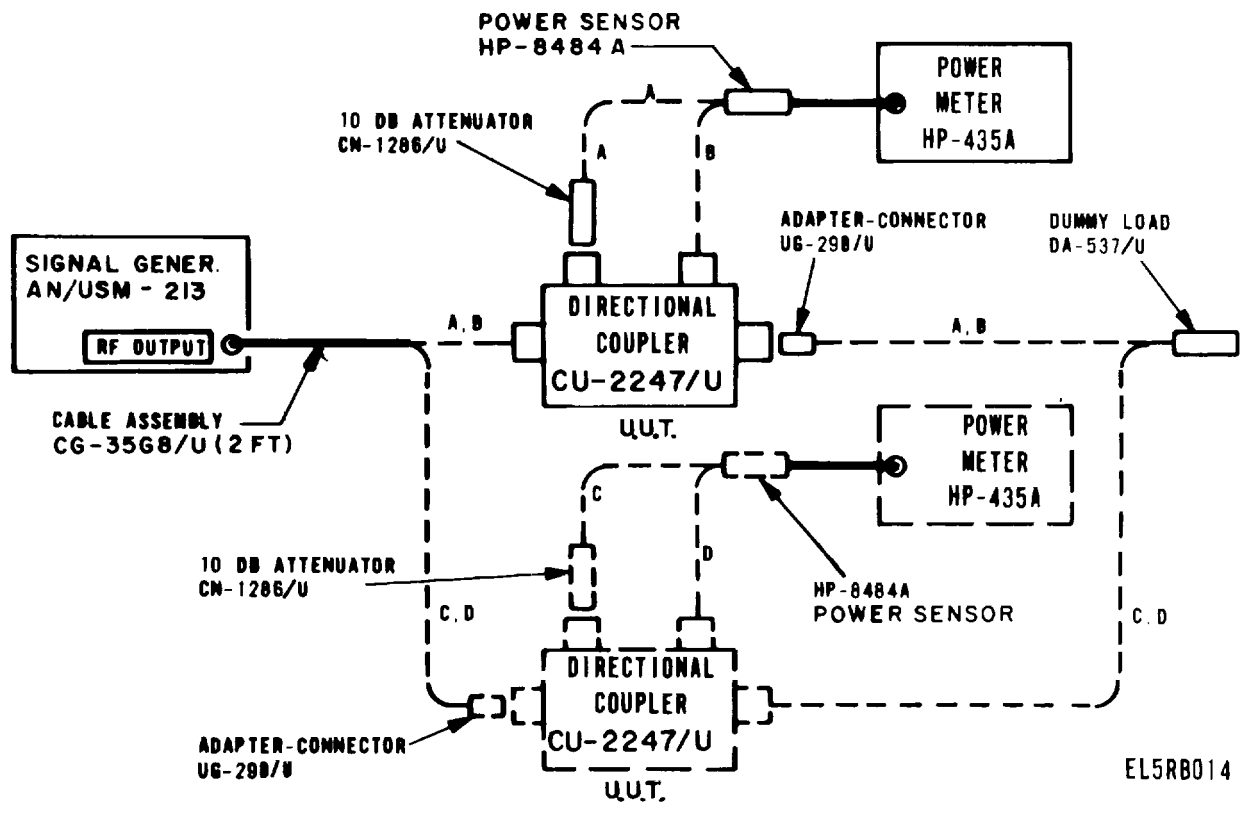 POWER SENSOR
HP-8484A
POWER
METER
HP-435A
10 DB ATTENUATOR
CN-1286/U
A
A
B
ADAPTER-CONNECTOR
UG-29B/U
DUMMY LOAD
DA-537/U
SIGNAL GENER.
AN/USM - 213
RF OUTPUT
A,B
DIRECTIONAL
COUPLER
CU-2247/U
A,B
U.U.T.
CABLE ASSEMBLY
CG-35G8/U (2 FT)
POWER
METER
HP-435A
C
D
10 DB ATTENUATOR
CN-1286/U
HP-8484A
POWER SENSOR
C,D
C,D
DIRECTIONAL
COUPLER
CU-2247/U
ADAPTER-CONNECTOR
UG-29B/U
U.U.T.
EL5RB014